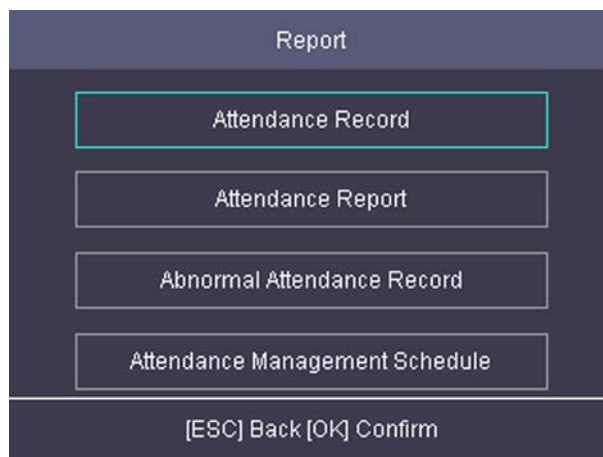 Report
Attendance Record
Attendance Report
Abnormal Attendance Record
Attendance Management Schedule
[ESC] Back [OK] Confirm